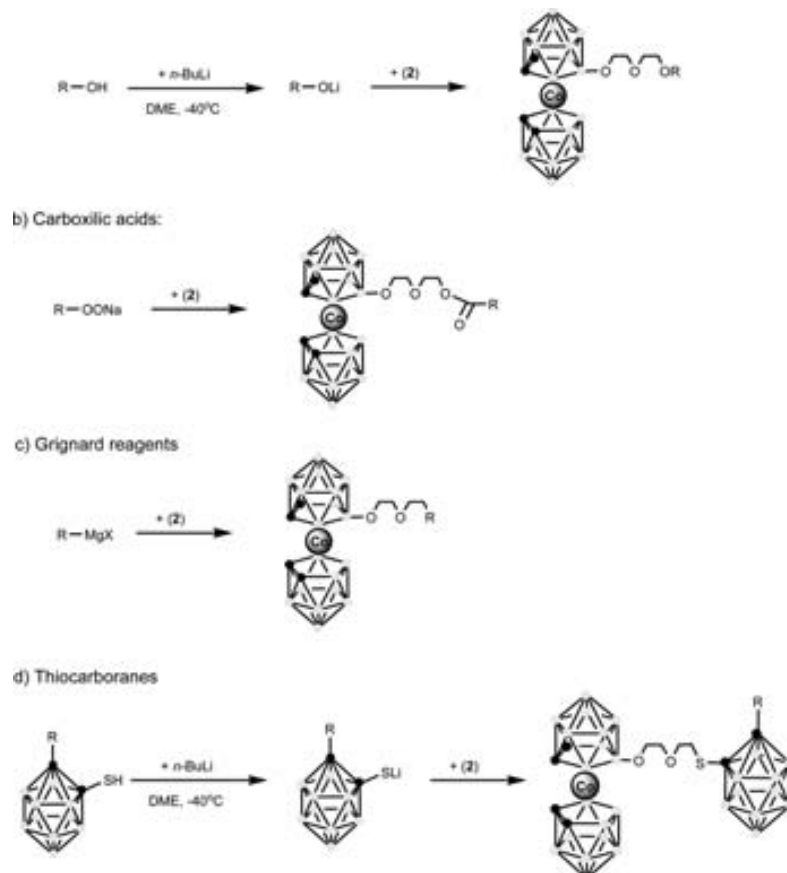 R—OH + n-BuLi DME, -40°C R—OLi + (2) O O OR Co
b) Carboxilic acids:
R—OONa + (2) O O O R O Co
c) Grignard reagents
R—MgX + (2) O O R Co
d) Thiocarboranes
R SH + n-BuLi DME, -40°C R SLi + (2) O O S R Co